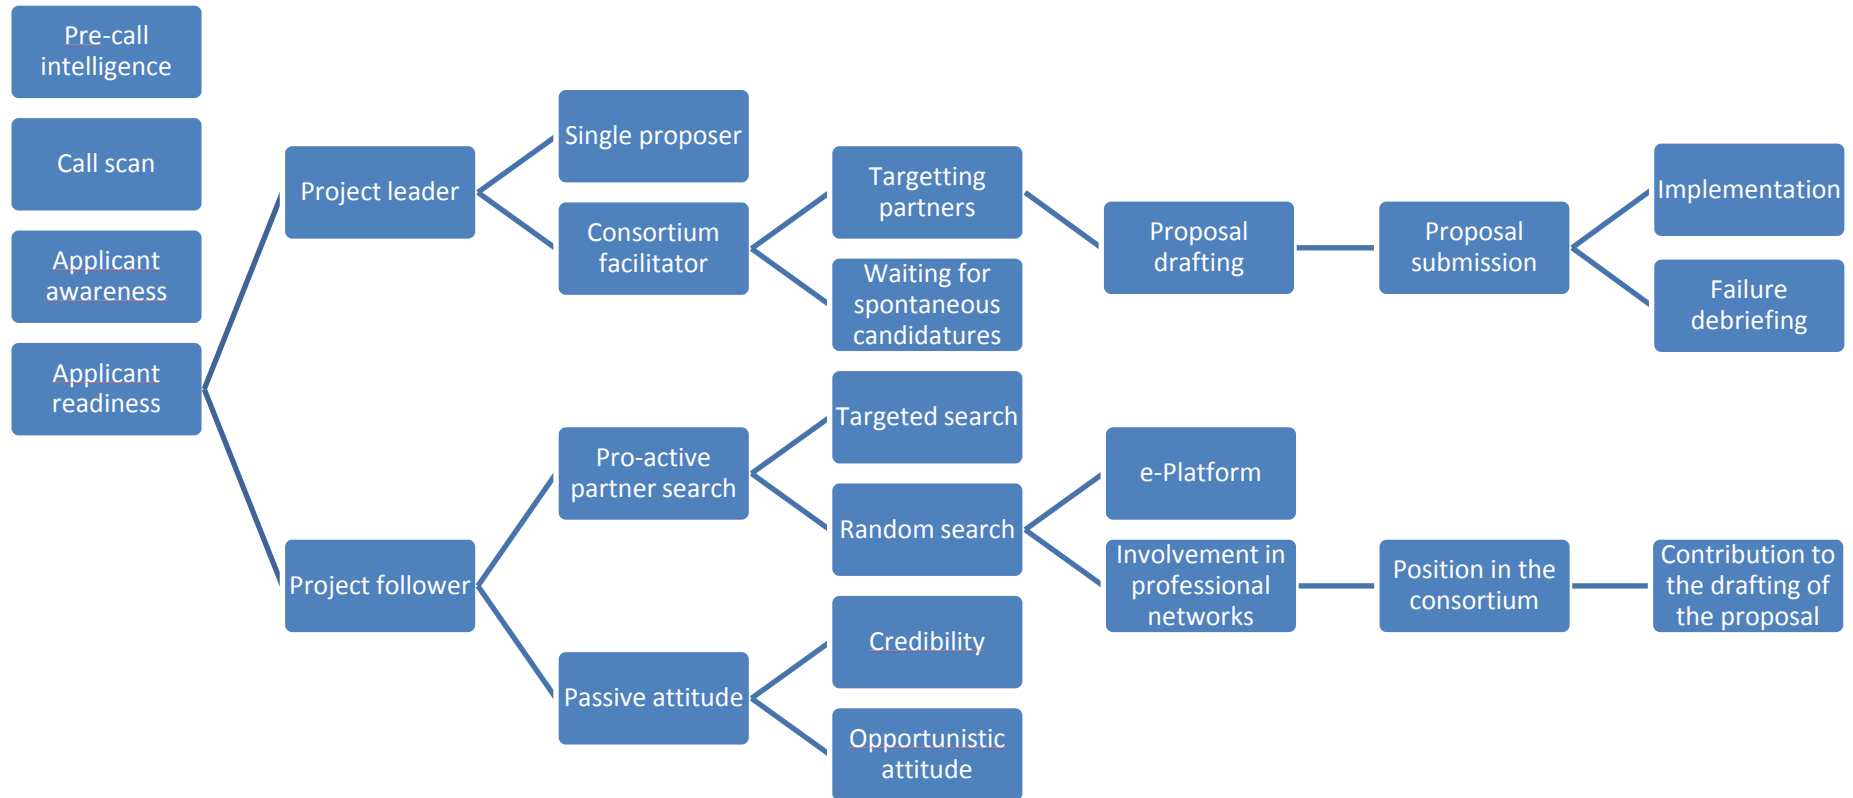 Pre-call
intelligence
Call scan
Applicant
awareness
Applicant
readiness
Project leader
Project follower
Single proposer
Consortium
facilitator
Pro-active
partner search
Passive attitude
Targetting
partners
Waiting for
spontaneous
candidatures
Targeted search
Random search
Credibility
Opportunistic
attitude
Proposal
drafting
e-Platform
Involvement in
professional
networks
Proposal
submission
Position in the
consortium
Implementation
Failure
debriefing
Contribution to
the drafting of
the proposal